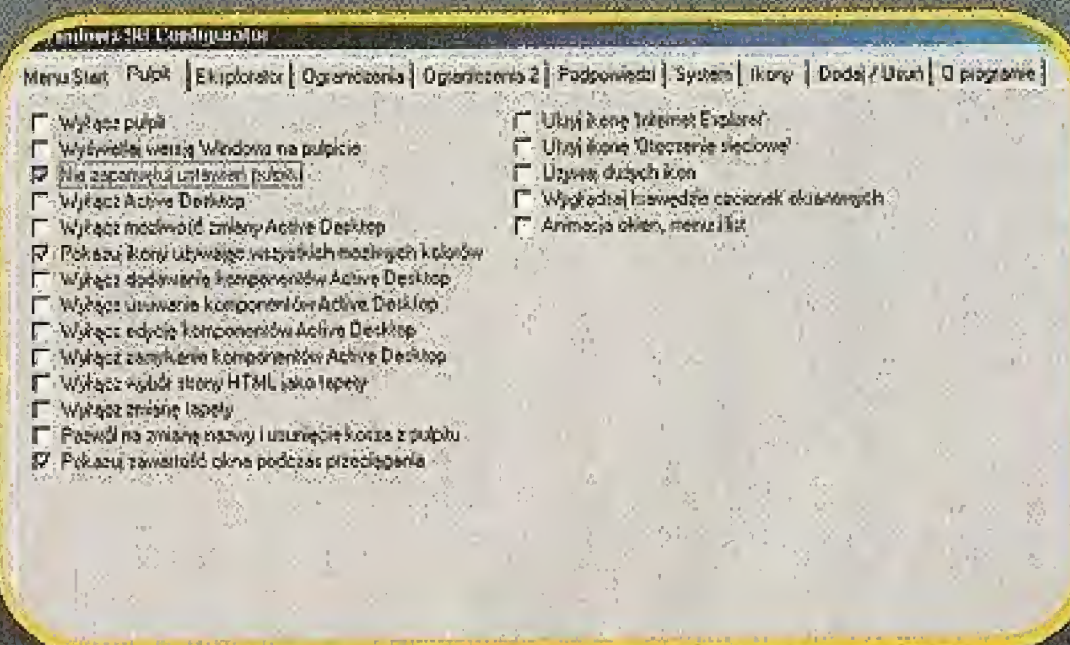 Windows 98 Configurator
Menu Start Pulpit Eksplorator Ograniczenia Ograniczenia 2 Podpowiedzi System Ikony Dodaj / Usuń O programie
Wyłącz pulpit
Wyświetlaj wersję Windows na pulpicie
Nie zapamiętuj ustawień pulpitu
Wyłącz Active Desktop
Wyłącz możliwość zmiany Active Desktop
Pokazuj ikony używając wszystkich możliwych kolorów
Wyłącz dodawanie komponentów Active Desktop
Wyłącz usuwanie komponentów Active Desktop
Wyłącz edycję komponentów Active Desktop
Wyłącz zamykanie komponentów Active Desktop
Wyłącz wybór strony HTML jako tapety
Wyłącz zmianę tapety
Pozwól na zmianę nazwy i usunięcie kosza z pulpitu
Pokazuj zawartość okna podczas przeciągania
Ukryj ikonę 'Internet Explorer'
Ukryj ikonę 'Otoczenie sieciowe'
Używaj dużych ikon
Wygładzaj krawędzie czcionek ekranowych
Animacja okien, menu i list